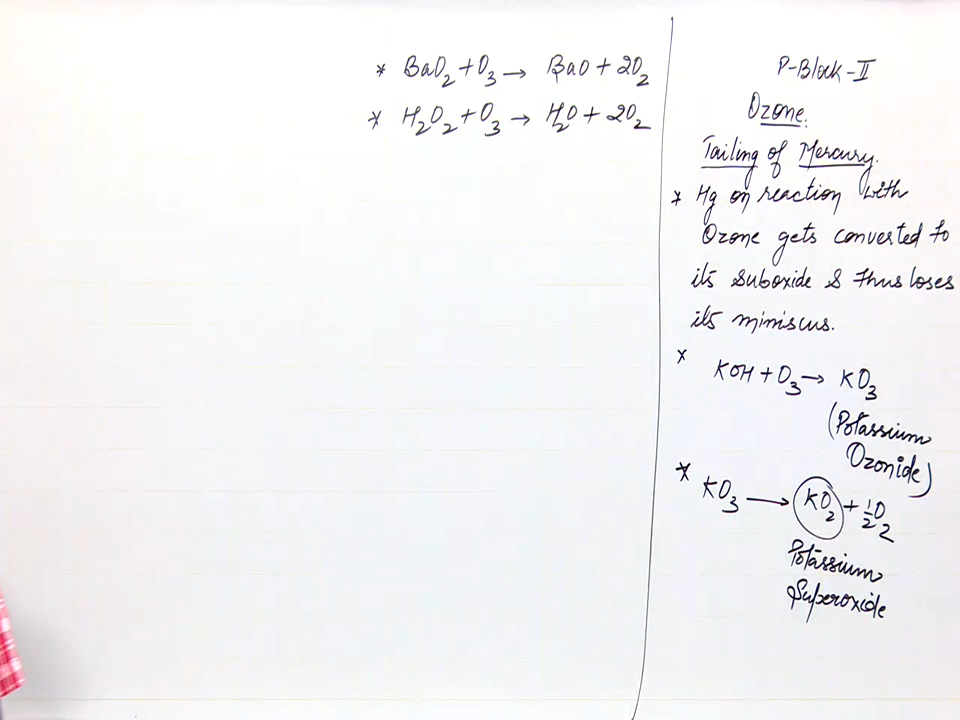 * BaO₂ + O₃ → BaO + 2O₂
* H₂O₂ + O₃ → H₂O + 2O₂
P-Block-II
Ozone.
Tailing of Mercury.
* Hg on reaction with
Ozone gets converted to
its suboxide & thus loses
its miniscus.
* KOH + O₃ → KO₃
(Potassium
Ozonide)
* KO₃ → KO₂ + ½O₂
Potassium
Superoxide